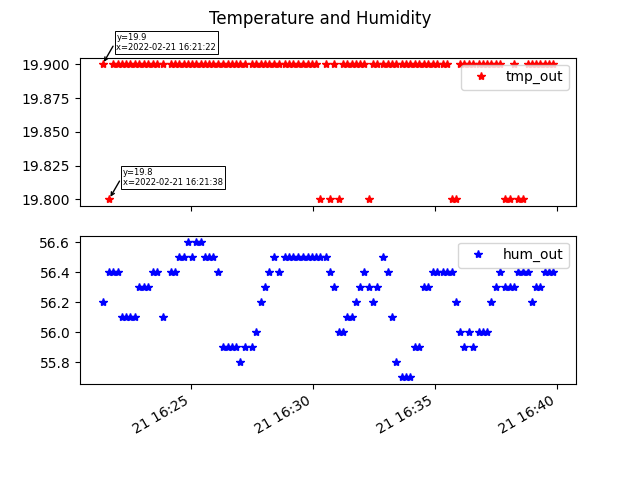 Temperature and Humidity
y=19.9
x=2022-02-21 16:21:22
19.900
19.875
19.850
19.825
19.800
tmp_out
y=19.8
x=2022-02-21 16:21:38
56.6
56.4
56.2
56.0
55.8
hum_out
21 16:25
21 16:30
21 16:35
21 16:40